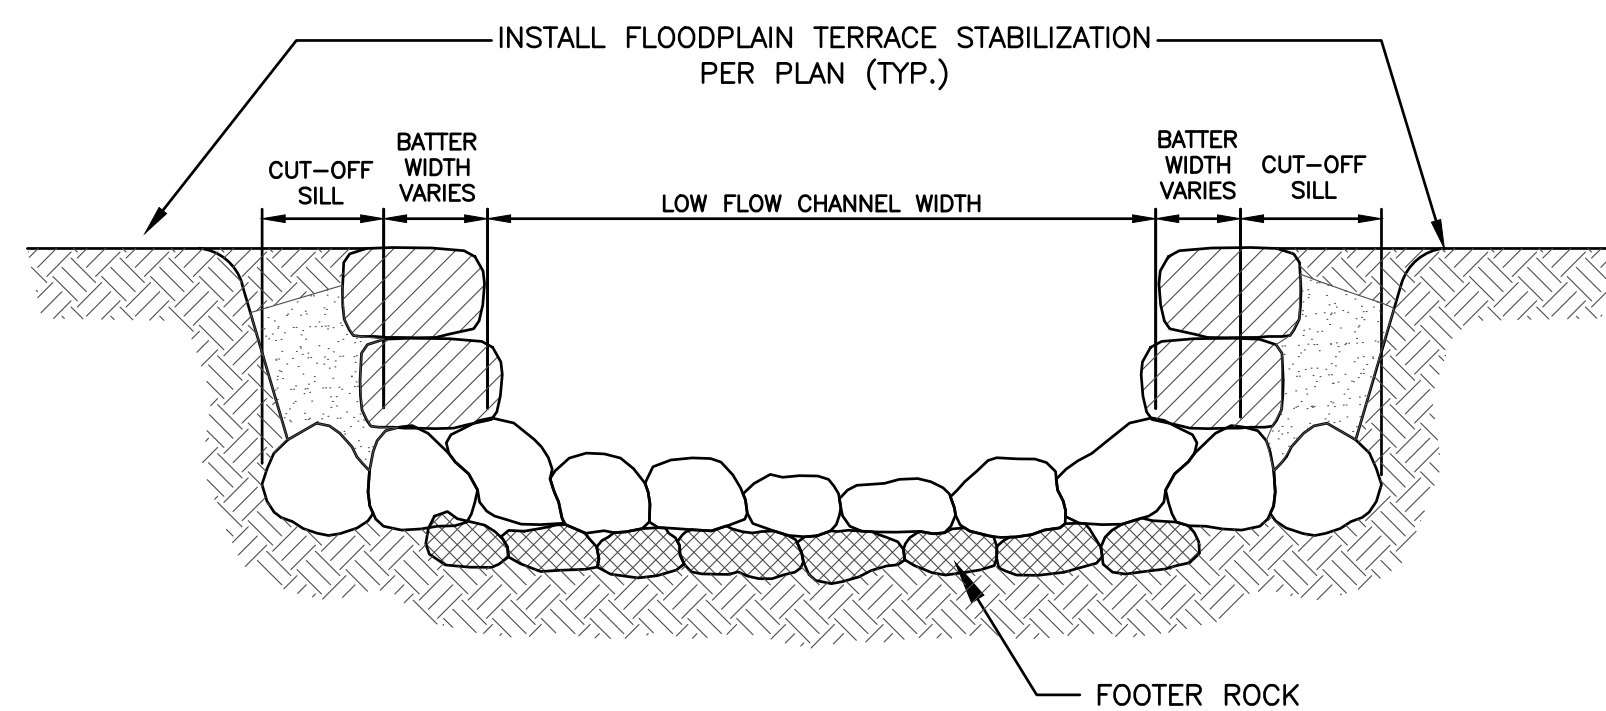 INSTALL FLOODPLAIN TERRACE STABILIZATION
PER PLAN (TYP.)
CUT-OFF
SILL
BATTER
WIDTH
VARIES
LOW FLOW CHANNEL WIDTH
BATTER
WIDTH
VARIES
CUT-OFF
SILL
FOOTER ROCK